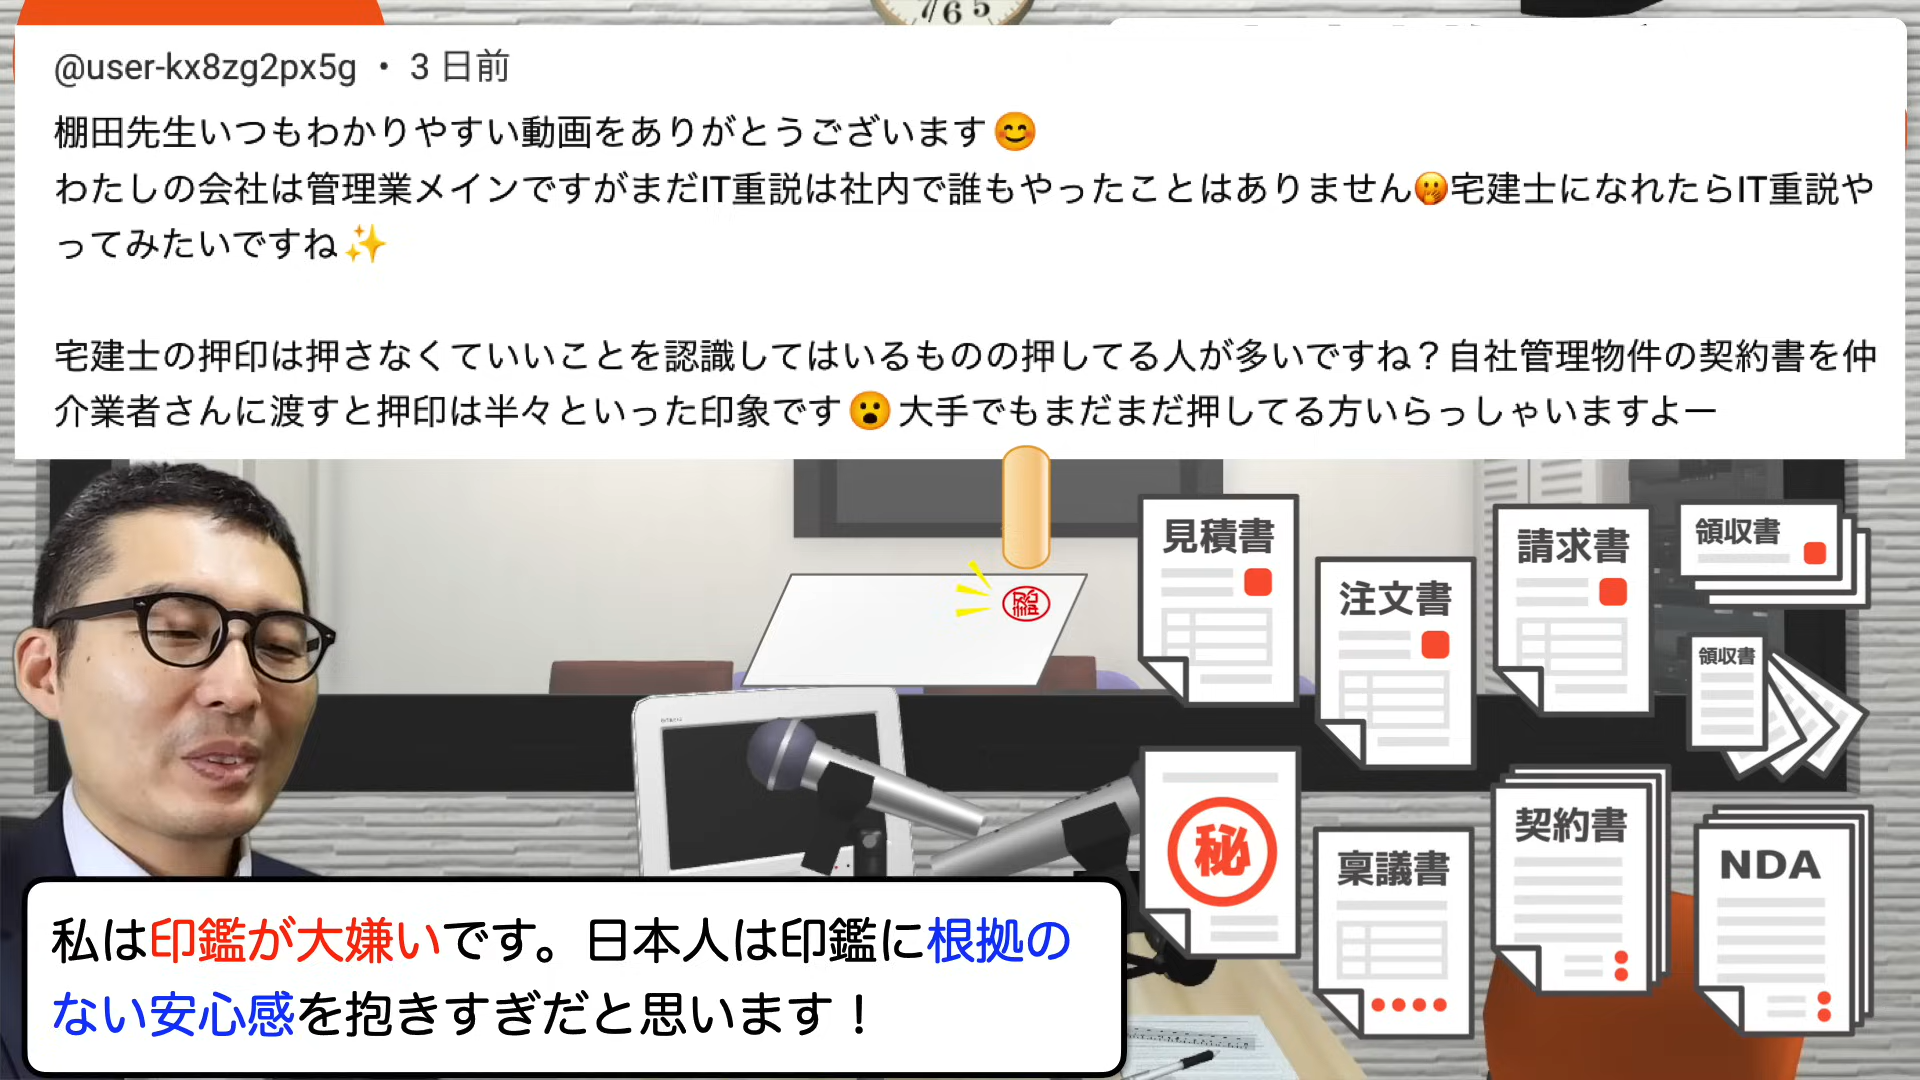 7 6 5
@user-kx8zg2px5g ・ 3 日前
棚田先生いつもわかりやすい動画をありがとうございます😊
わたしの会社は管理業メインですがまだIT重説は社内で誰もやったことはありません🫢宅建士になれたらIT重説や
ってみたいですね✨
宅建士の押印は押さなくていいことを認識してはいるものの押してる人が多いですね？自社管理物件の契約書を仲
介業者さんに渡すと押印は半々といった印象です😮大手でもまだまだ押してる方いらっしゃいますよー
見積書
注文書
請求書
領収書
領収書
㊙
稟議書
契約書
NDA
私は印鑑が大嫌いです。日本人は印鑑に根拠の
ない安心感を抱きすぎだと思います！